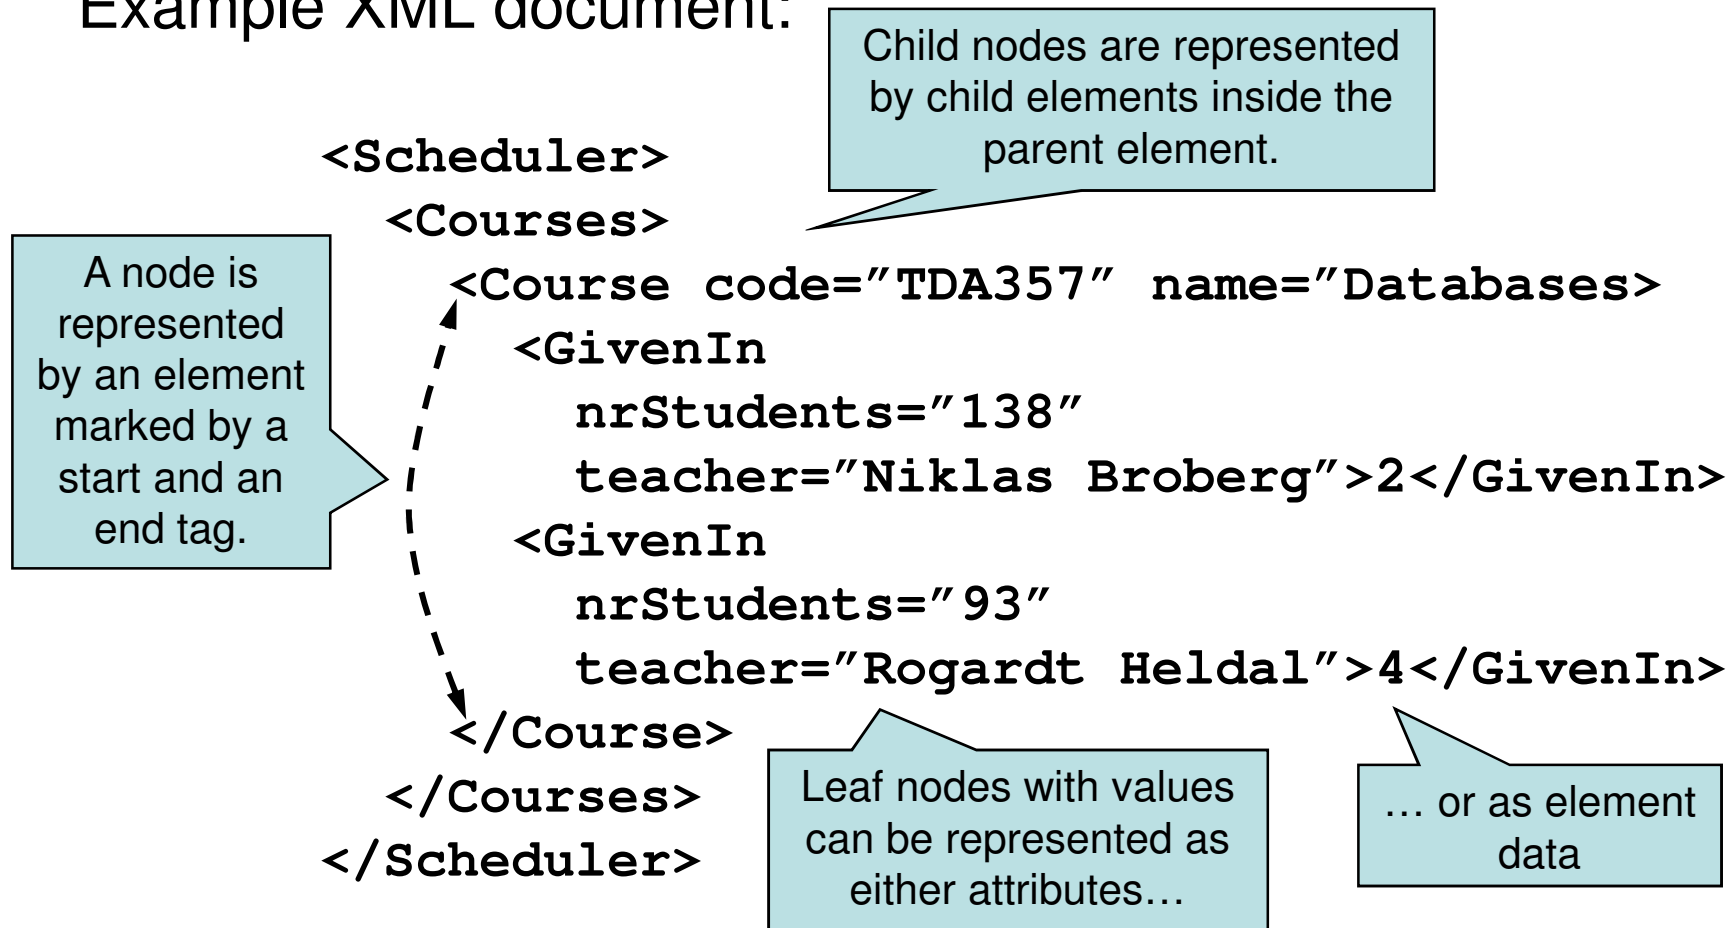 Example XML document:
Child nodes are represented
by child elements inside the
parent element.
<Scheduler>
<Courses>
<Course code=”TDA357” name=”Databases>
<GivenIn
nrStudents=”138”
teacher=”Niklas Broberg”>2</GivenIn>
<GivenIn
nrStudents=”93”
teacher=”Rogardt Heldal”>4</GivenIn>
</Course>
</Courses>
</Scheduler>
A node is
represented
by an element
marked by a
start and an
end tag.
Leaf nodes with values
can be represented as
either attributes…
… or as element
data